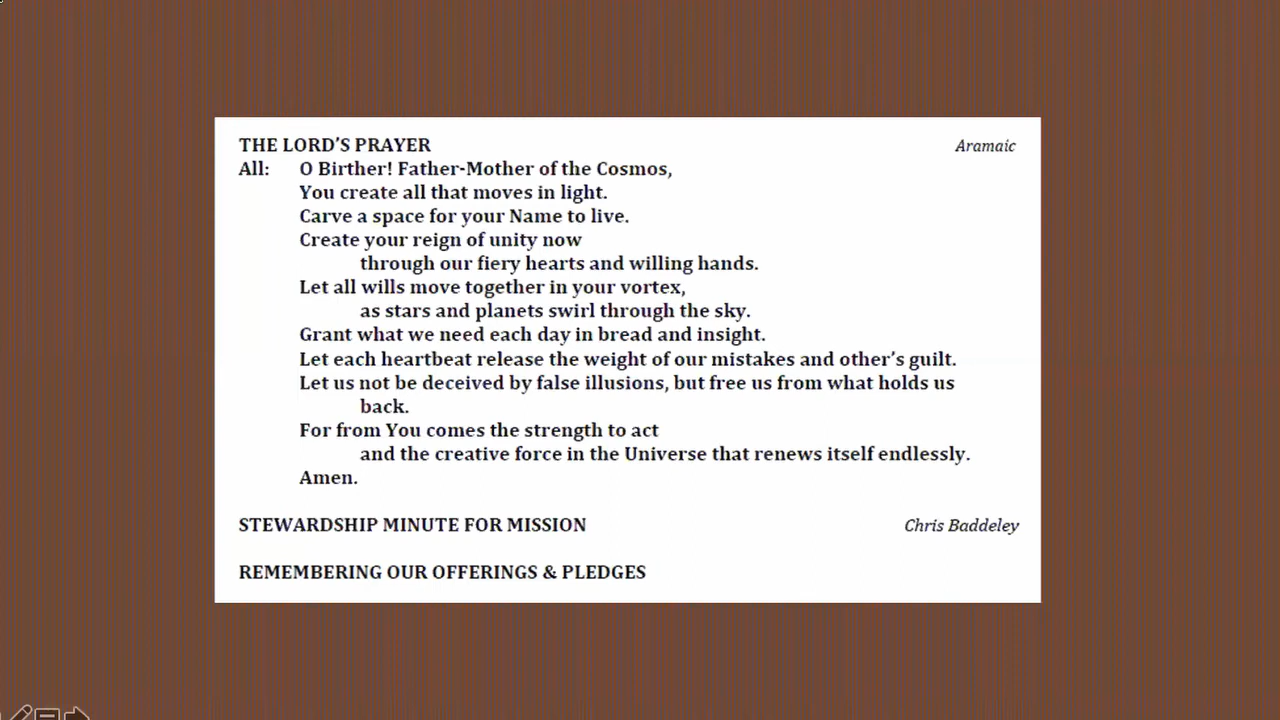 THE LORD'S PRAYER Aramaic
All: O Birther! Father-Mother of the Cosmos,
You create all that moves in light.
Carve a space for your Name to live.
Create your reign of unity now
through our fiery hearts and willing hands.
Let all wills move together in your vortex,
as stars and planets swirl through the sky.
Grant what we need each day in bread and insight.
Let each heartbeat release the weight of our mistakes and other's guilt.
Let us not be deceived by false illusions, but free us from what holds us
back.
For from You comes the strength to act
and the creative force in the Universe that renews itself endlessly.
Amen.
STEWARDSHIP MINUTE FOR MISSION Chris Baddeley
REMEMBERING OUR OFFERINGS & PLEDGES